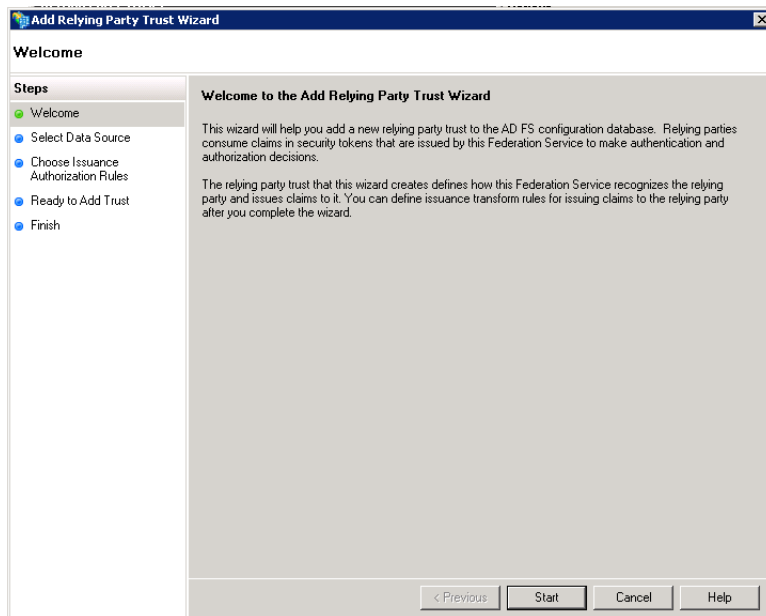 Add Relying Party Trust Wizard
Welcome
Steps
Welcome
Select Data Source
Choose Issuance
Authorization Rules
Ready to Add Trust
Finish
Welcome to the Add Relying Party Trust Wizard
This wizard will help you add a new relying party trust to the AD FS configuration database. Relying parties
consume claims in security tokens that are issued by this Federation Service to make authentication and
authorization decisions.
The relying party trust that this wizard creates defines how this Federation Service recognizes the relying
party and issues claims to it. You can define issuance transform rules for issuing claims to the relying party
after you complete the wizard.
< Previous
Start
Cancel
Help